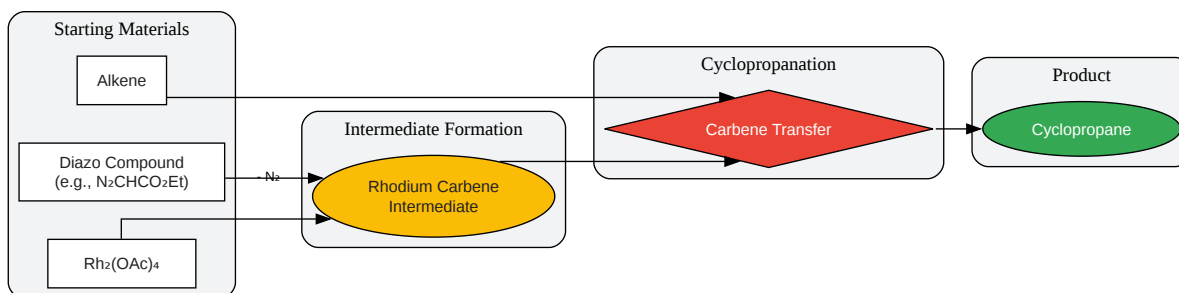 Starting Materials
Alkene
Diazo Compound
(e.g., N₂CHCO₂Et)
Rh₂(OAc)₄
- N₂
Intermediate Formation
Rhodium Carbene
Intermediate
Cyclopropanation
Carbene Transfer
Product
Cyclopropane